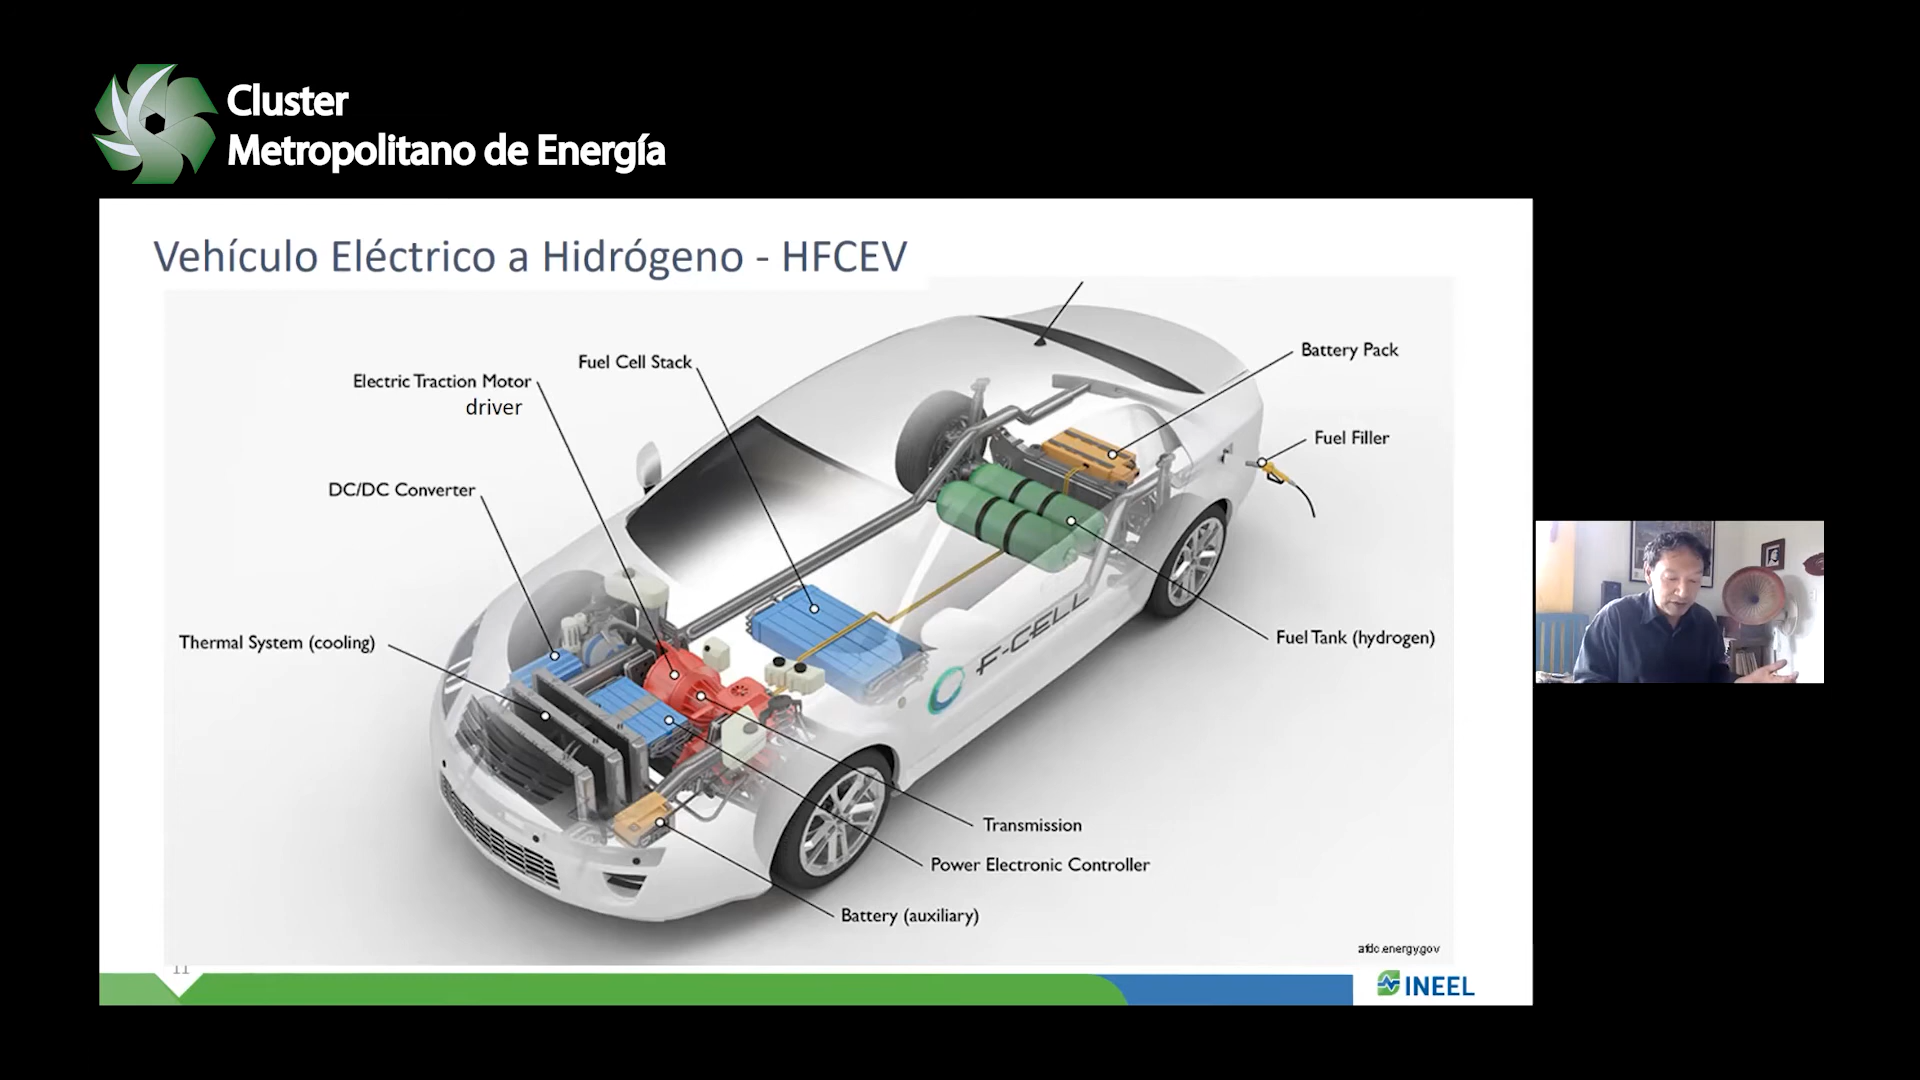 Cluster
Metropolitano de Energía
Vehículo Eléctrico a Hidrógeno - HFCEV
Battery Pack
Fuel Cell Stack
Electric Traction Motor
driver
Fuel Filler
DC/DC Converter
Fuel Tank (hydrogen)
Thermal System (cooling)
F-CELL
Transmission
Power Electronic Controller
Battery (auxiliary)
afdc.energy.gov
11
INEEL